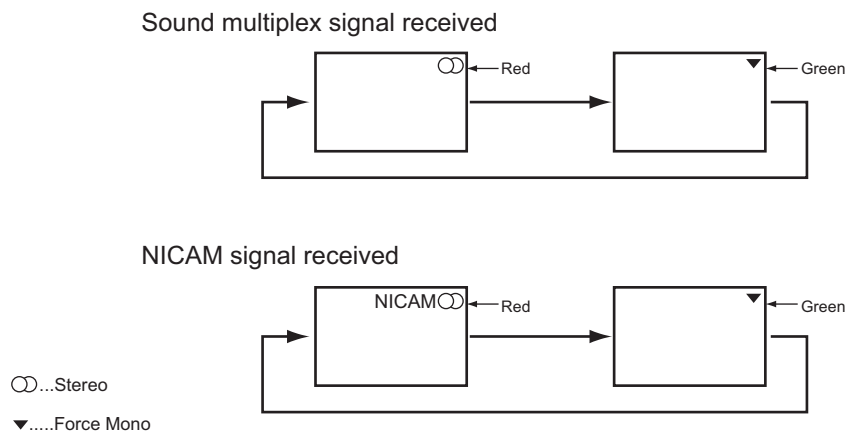 Sound multiplex signal received
Red
Green
NICAM signal received
NICAM
Red
Green
...Stereo
.....Force Mono